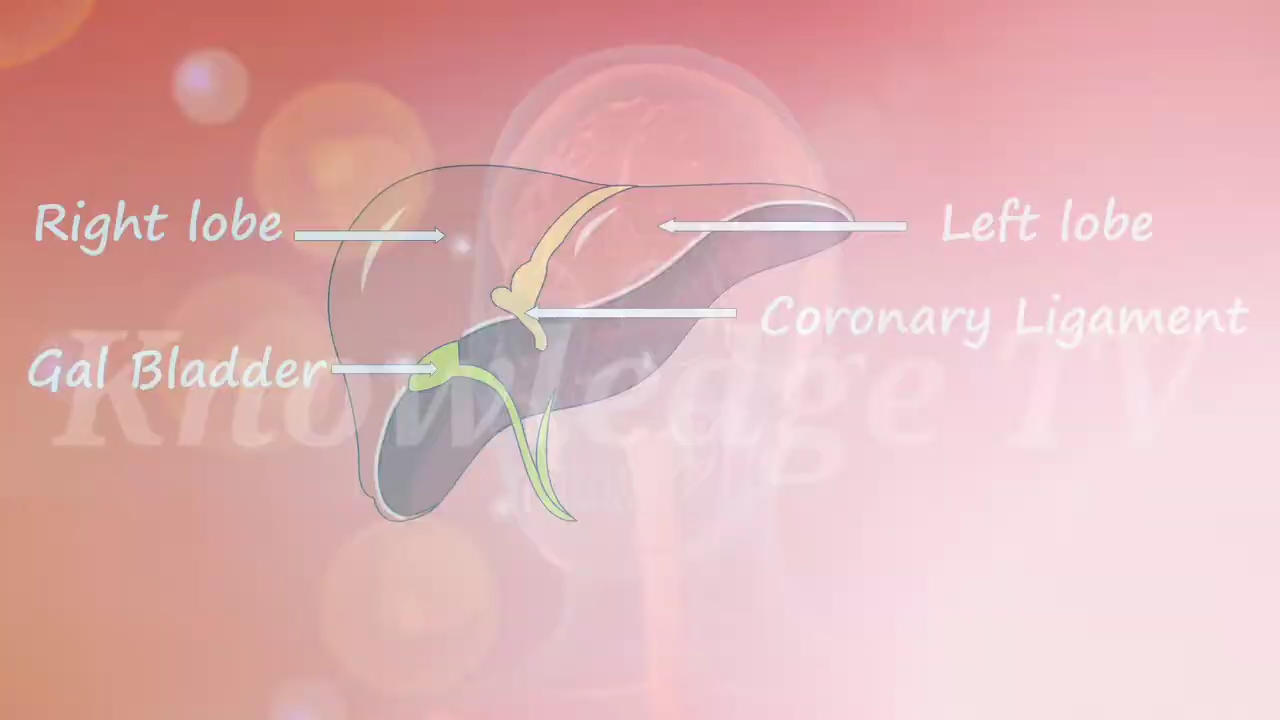 Right lobe
Left lobe
Coronary Ligament
Gal Bladder
Knowledge TV